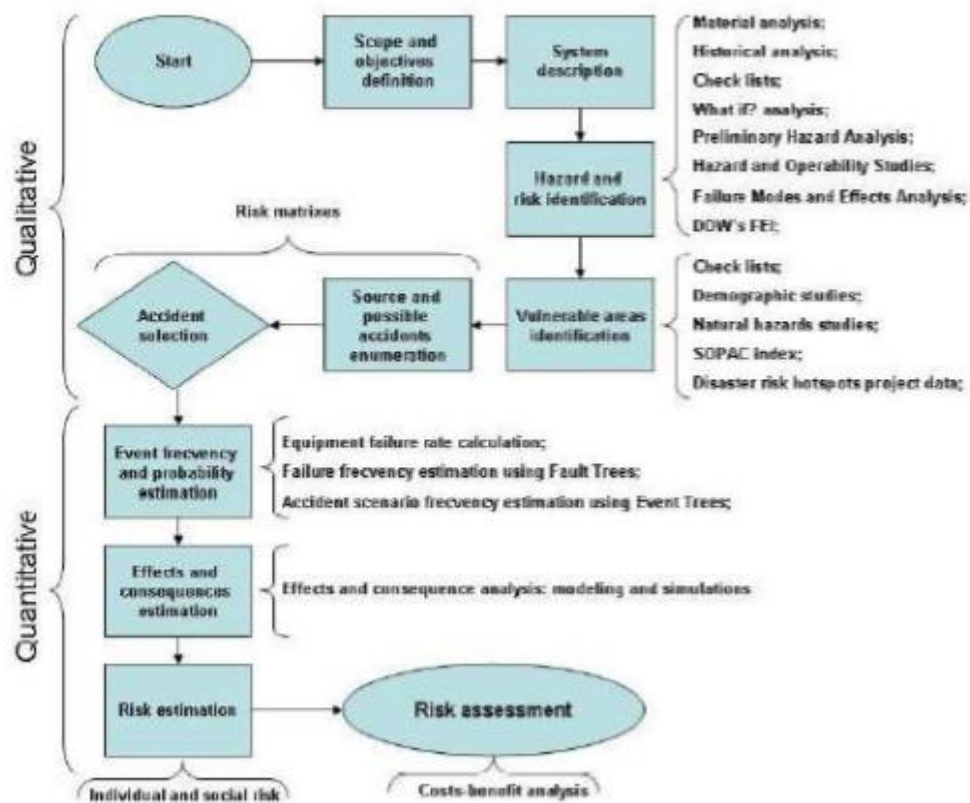 Qualitative
Start
Scope and
objectives
definition
System
description
Material analysis;
Historical analysis;
Check lists;
What if? analysis;
Preliminary Hazard Analysis;
Hazard and Operability Studies;
Failure Modes and Effects Analysis;
DOW's FEI;
Hazard and
risk identification
Risk matrixes
Accident
selection
Source and
possible
accidents
enumeration
Vulnerable areas
identification
Check lists;
Demographic studies;
Natural hazards studies;
SOPAC index;
Disaster risk hotspots project data;
Quantitative
Event frecvency
and probability
estimation
Equipment failure rate calculation;
Failure frecvency estimation using Fault Trees;
Accident scenario frecvency estimation using Event Trees;
Effects and
consequences
estimation
Effects and consequence analysis: modeling and simulations
Risk estimation
Risk assessment
Individual and social risk
Costs-benefit analysis